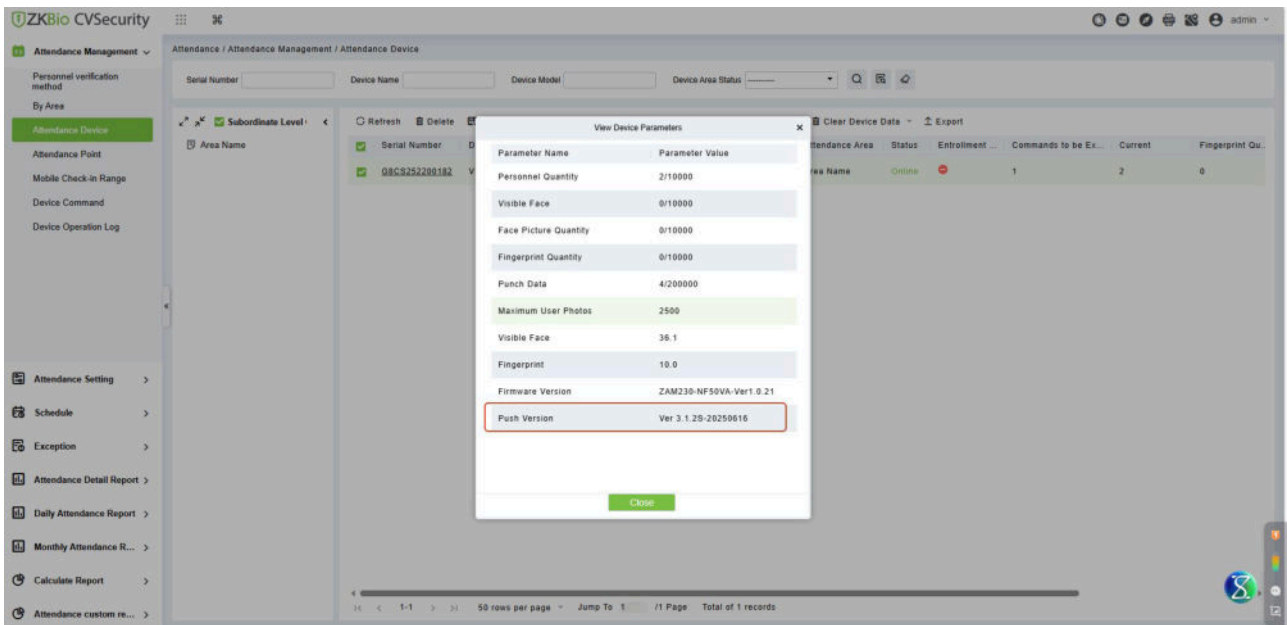 ZKBio CVSecurity
admin
Attendance Management
Attendance / Attendance Management / Attendance Device
Personnel verification
method
By Area
Attendance Device
Attendance Point
Mobile Check-in Range
Device Command
Device Operation Log
Attendance Setting
Schedule
Exception
Attendance Detail Report
Daily Attendance Report
Monthly Attendance R...
Calculate Report
Attendance custom re...
Serial Number
Device Name
Device Model
Device Area Status ---------
Subordinate Level
Area Name
Refresh Delete
Clear Device Data Export
Serial Number D
ttendance Area Status Enrollment ... Commands to be Ex... Current Fingerprint Qu..
V
rea Name Online 1 2 0
View Device Parameters
Parameter Name Parameter Value
Personnel Quantity 2/10000
Visible Face 0/10000
Face Picture Quantity 0/10000
Fingerprint Quantity 0/10000
Punch Data 4/200000
Maximum User Photos 2500
Visible Face 36.1
Fingerprint 10.0
Firmware Version ZAM230-NF50VA-Ver1.0.21
Push Version Ver 3.1.2S-20250616
Close
1-1 50 rows per page Jump To 1 /1 Page Total of 1 records